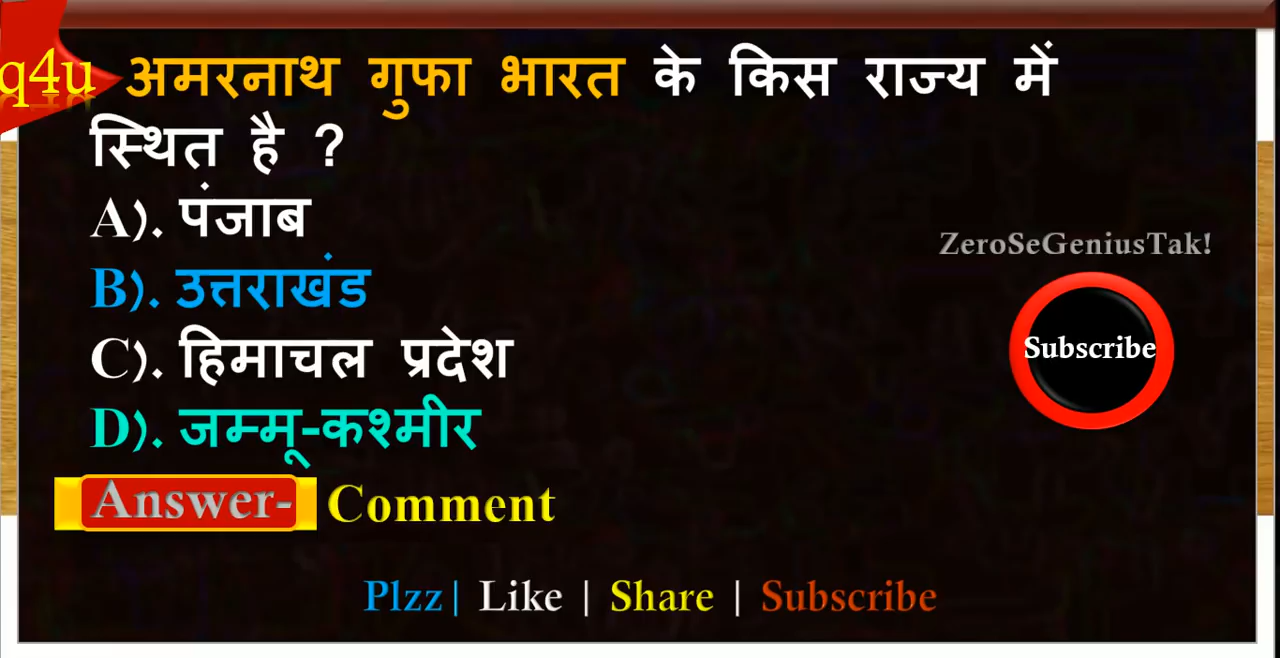 q4u अमरनाथ गुफा भारत के किस राज्य में
स्थित है ?
A). पंजाब
B). उत्तराखंड
C). हिमाचल प्रदेश
D). जम्मू-कश्मीर
ZeroSeGeniusTak!
Subscribe
Answer- Comment
Plzz| Like | Share | Subscribe